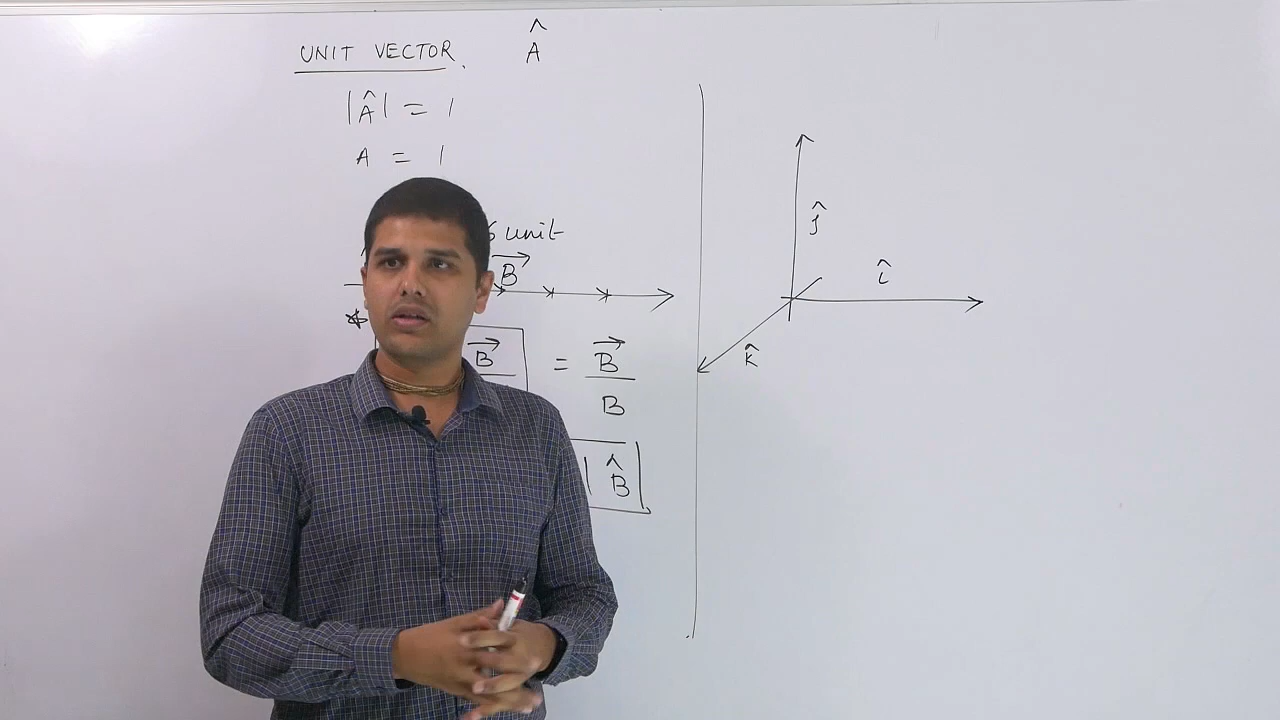 UNIT VECTOR. Â
|Â| = 1
A = 1
unit
B⃗
B⃗ = B⃗
B
| B̂ |
ĵ
î
k̂